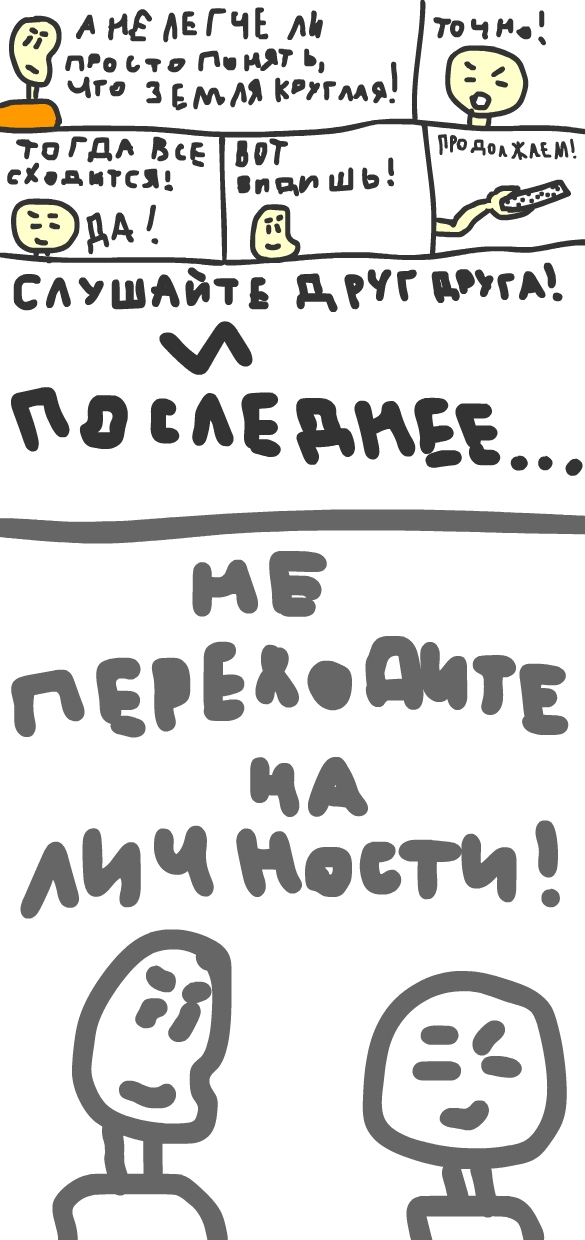 А НЕ ЛЕГЧЕ ЛИ
ПРОСТО ПОНЯТЬ,
ЧТО ЗЕМЛЯ КРУГЛАЯ!
ТОЧНО!
ТОГДА ВСЕ
СХОДИТСЯ!
ДА!
ВОТ
ВИДИШЬ!
ПРОДОЛЖАЕМ!
СЛУШАЙТЕ ДРУГ ДРУГА!
И
ПОСЛЕДНЕЕ...
НЕ
ПЕРЕХОДИТЕ
НА
ЛИЧНОСТИ!